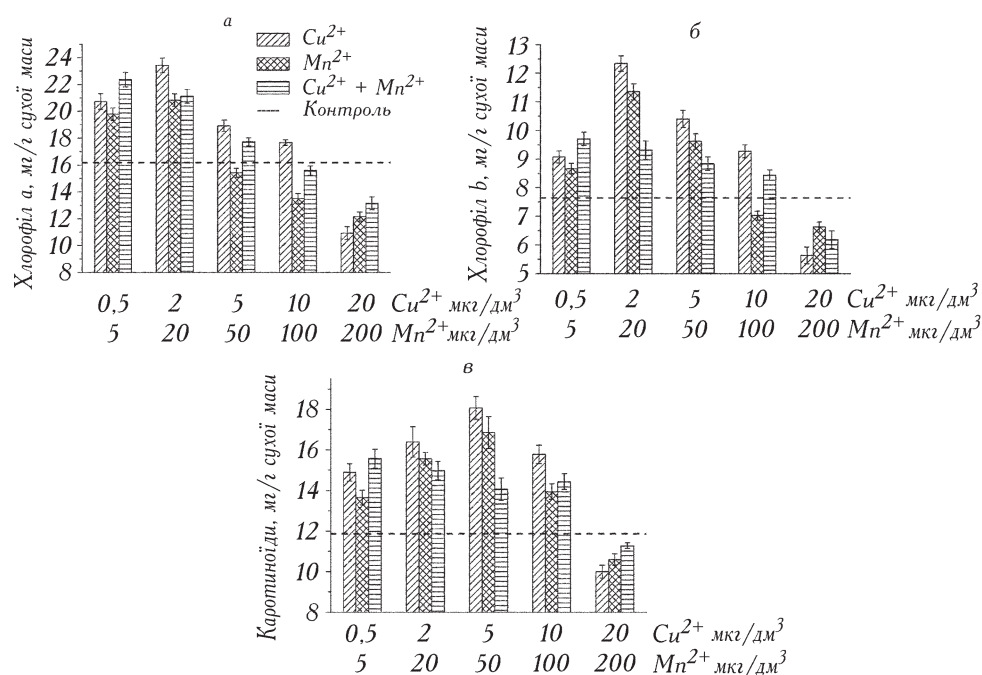 а
Cu²⁺
Mn²⁺
Cu²⁺ + Mn²⁺
Контроль
Хлорофіл a, мг/г сухої маси
24
22
20
18
16
14
12
10
8
0,5 2 5 10 20 Cu²⁺ мкг/дм³
5 20 50 100 200 Mn²⁺ мкг/дм³
б
Хлорофіл b, мг/г сухої маси
13
12
11
10
9
8
7
6
5
0,5 2 5 10 20 Cu²⁺ мкг/дм³
5 20 50 100 200 Mn²⁺ мкг/дм³
в
Каротиноїди, мг/г сухої маси
18
16
14
12
10
8
0,5 2 5 10 20 Cu²⁺ мкг/дм³
5 20 50 100 200 Mn²⁺ мкг/дм³